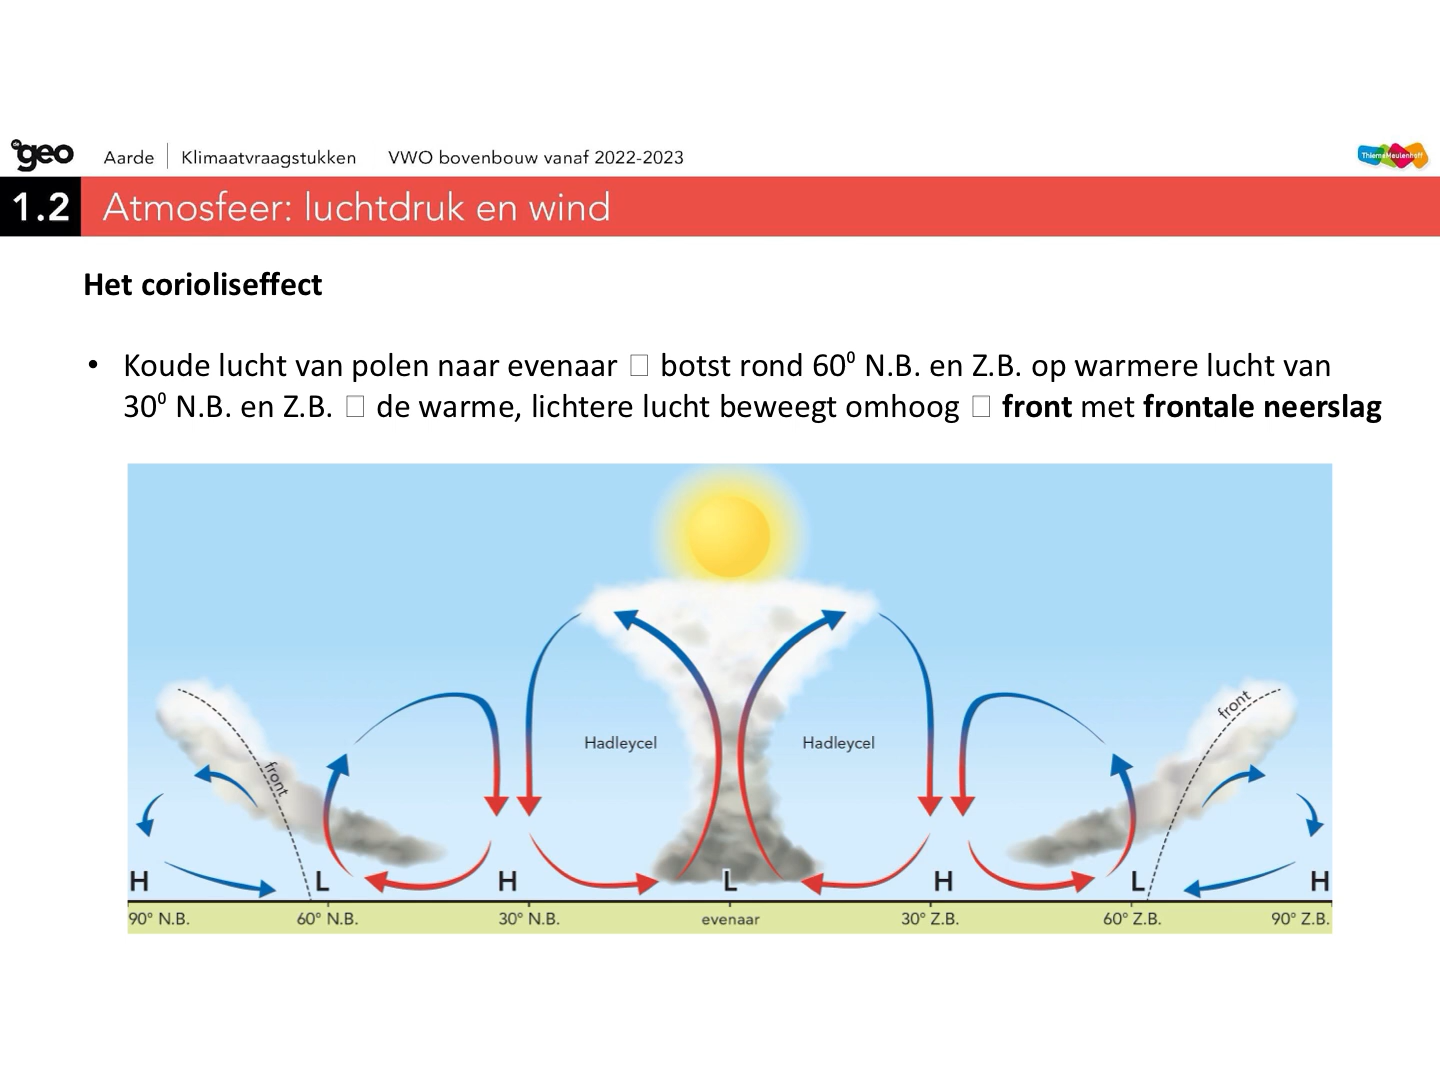 de geo Aarde | Klimaatvraagstukken VWO bovenbouw vanaf 2022-2023 ThiemeMeulenhoff
1.2 Atmosfeer: luchtdruk en wind
Het corioliseffect
• Koude lucht van polen naar evenaar □ botst rond 60⁰ N.B. en Z.B. op warmere lucht van
30⁰ N.B. en Z.B. □ de warme, lichtere lucht beweegt omhoog □ front met frontale neerslag
front
front
Hadleycel Hadleycel
H L H L H L H
90° N.B. 60° N.B. 30° N.B. evenaar 30° Z.B. 60° Z.B. 90° Z.B.